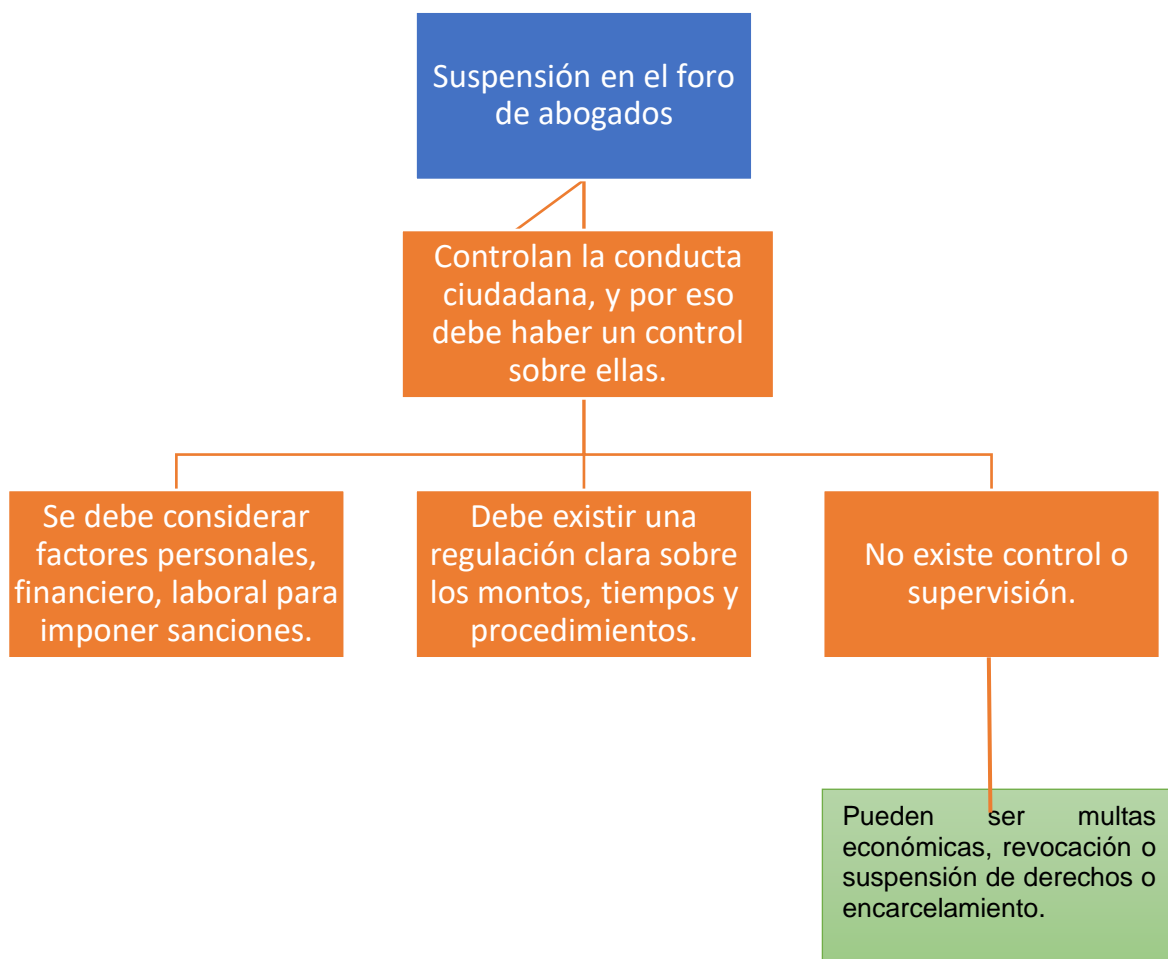 Suspensión en el foro
de abogados
Controlan la conducta
ciudadana, y por eso
debe haber un control
sobre ellas.
Se debe considerar
factores personales,
financiero, laboral para
imponer sanciones.
Debe existir una
regulación clara sobre
los montos, tiempos y
procedimientos.
No existe control o
supervisión.
Pueden ser multas
económicas, revocación o
suspensión de derechos o
encarcelamiento.